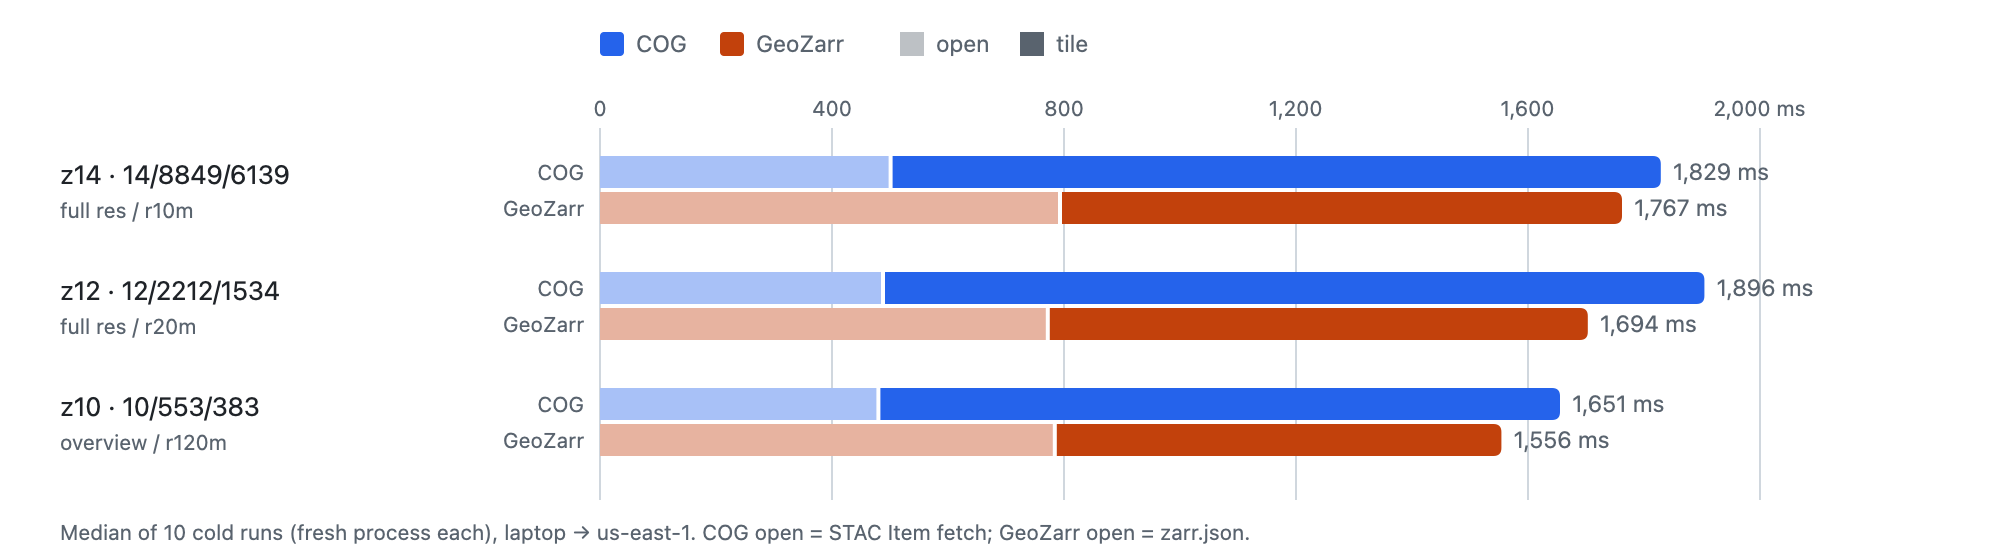 COG GeoZarr open tile
0 400 800 1,200 1,600 2,000 ms
z14 · 14/8849/6139
full res / r10m
COG 1,829 ms
GeoZarr 1,767 ms
z12 · 12/2212/1534
full res / r20m
COG 1,896 ms
GeoZarr 1,694 ms
z10 · 10/553/383
overview / r120m
COG 1,651 ms
GeoZarr 1,556 ms
Median of 10 cold runs (fresh process each), laptop → us-east-1. COG open = STAC Item fetch; GeoZarr open = zarr.json.